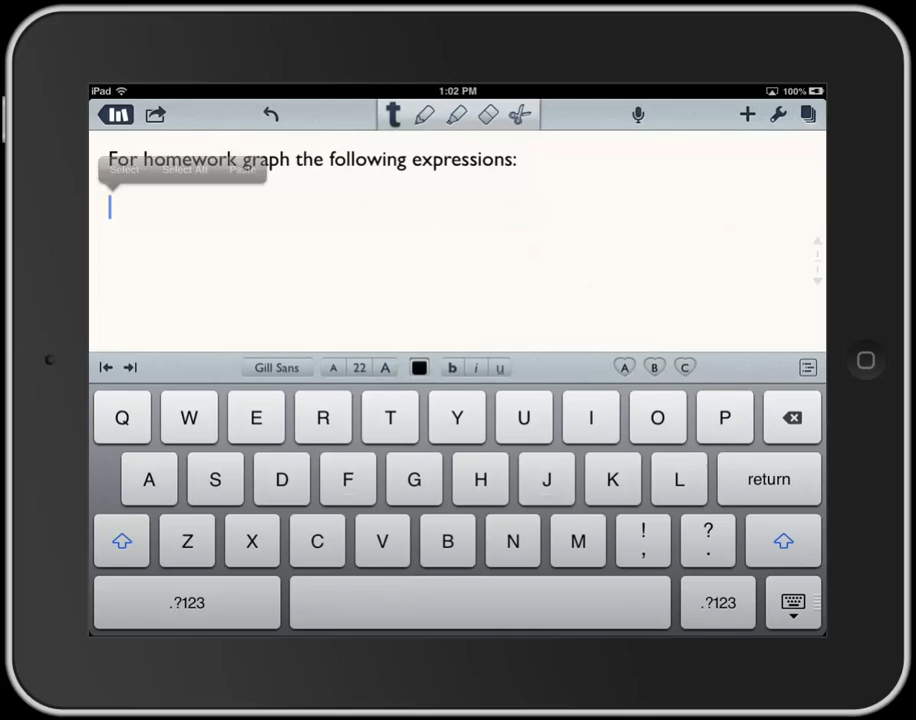 iPad 1:02 PM 100%
t
For homework graph the following expressions:
Select Select All Paste
Gill Sans A 22 A b i u A B C
Q W E R T Y U I O P
A S D F G H J K L return
Z X C V B N M ! , ? .
.?123 .?123